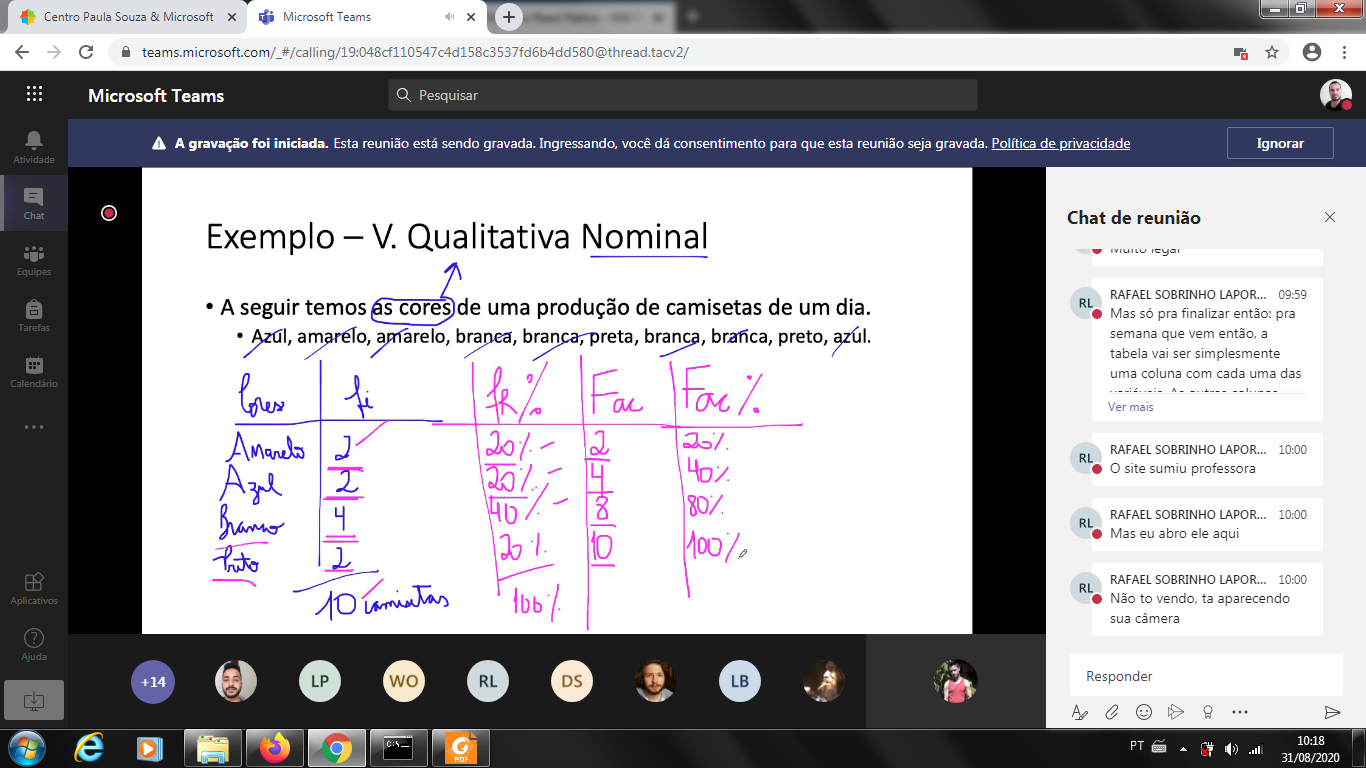 Centro Paula Souza & Microsoft
Microsoft Teams
teams.microsoft.com/_#/calling/19:048cf110547c4d158c3537fd6b4dd580@thread.tacv2/
Microsoft Teams
Pesquisar
A gravação foi iniciada. Esta reunião está sendo gravada. Ingressando, você dá consentimento para que esta reunião seja gravada. Política de privacidade
Ignorar
Atividade
Chat
Equipes
Tarefas
Calendário
Aplicativos
Ajuda
Exemplo – V. Qualitativa Nominal
• A seguir temos as cores de uma produção de camisetas de um dia.
• Azul, amarelo, amarelo, branca, branca, preta, branca, branca, preto, azul.
Cores fi fR% Fac Fac%
Amarelo 2 20% 2 20%
Azul 2 20% 4 40%
Branco 4 40% 8 80%
Preto 2 20% 10 100%
10 camisetas 100%
+14
LP
WO
RL
DS
LB
Chat de reunião
Muito legal
RL
RAFAEL SOBRINHO LAPOR... 09:59
Mas só pra finalizar então: pra
semana que vem então, a
tabela vai ser simplesmente
uma coluna com cada uma das
Ver mais
RL
RAFAEL SOBRINHO LAPOR... 10:00
O site sumiu professora
RL
RAFAEL SOBRINHO LAPOR... 10:00
Mas eu abro ele aqui
RL
RAFAEL SOBRINHO LAPOR... 10:00
Não to vendo, ta aparecendo
sua câmera
Responder
PDF
PT
10:18
31/08/2020